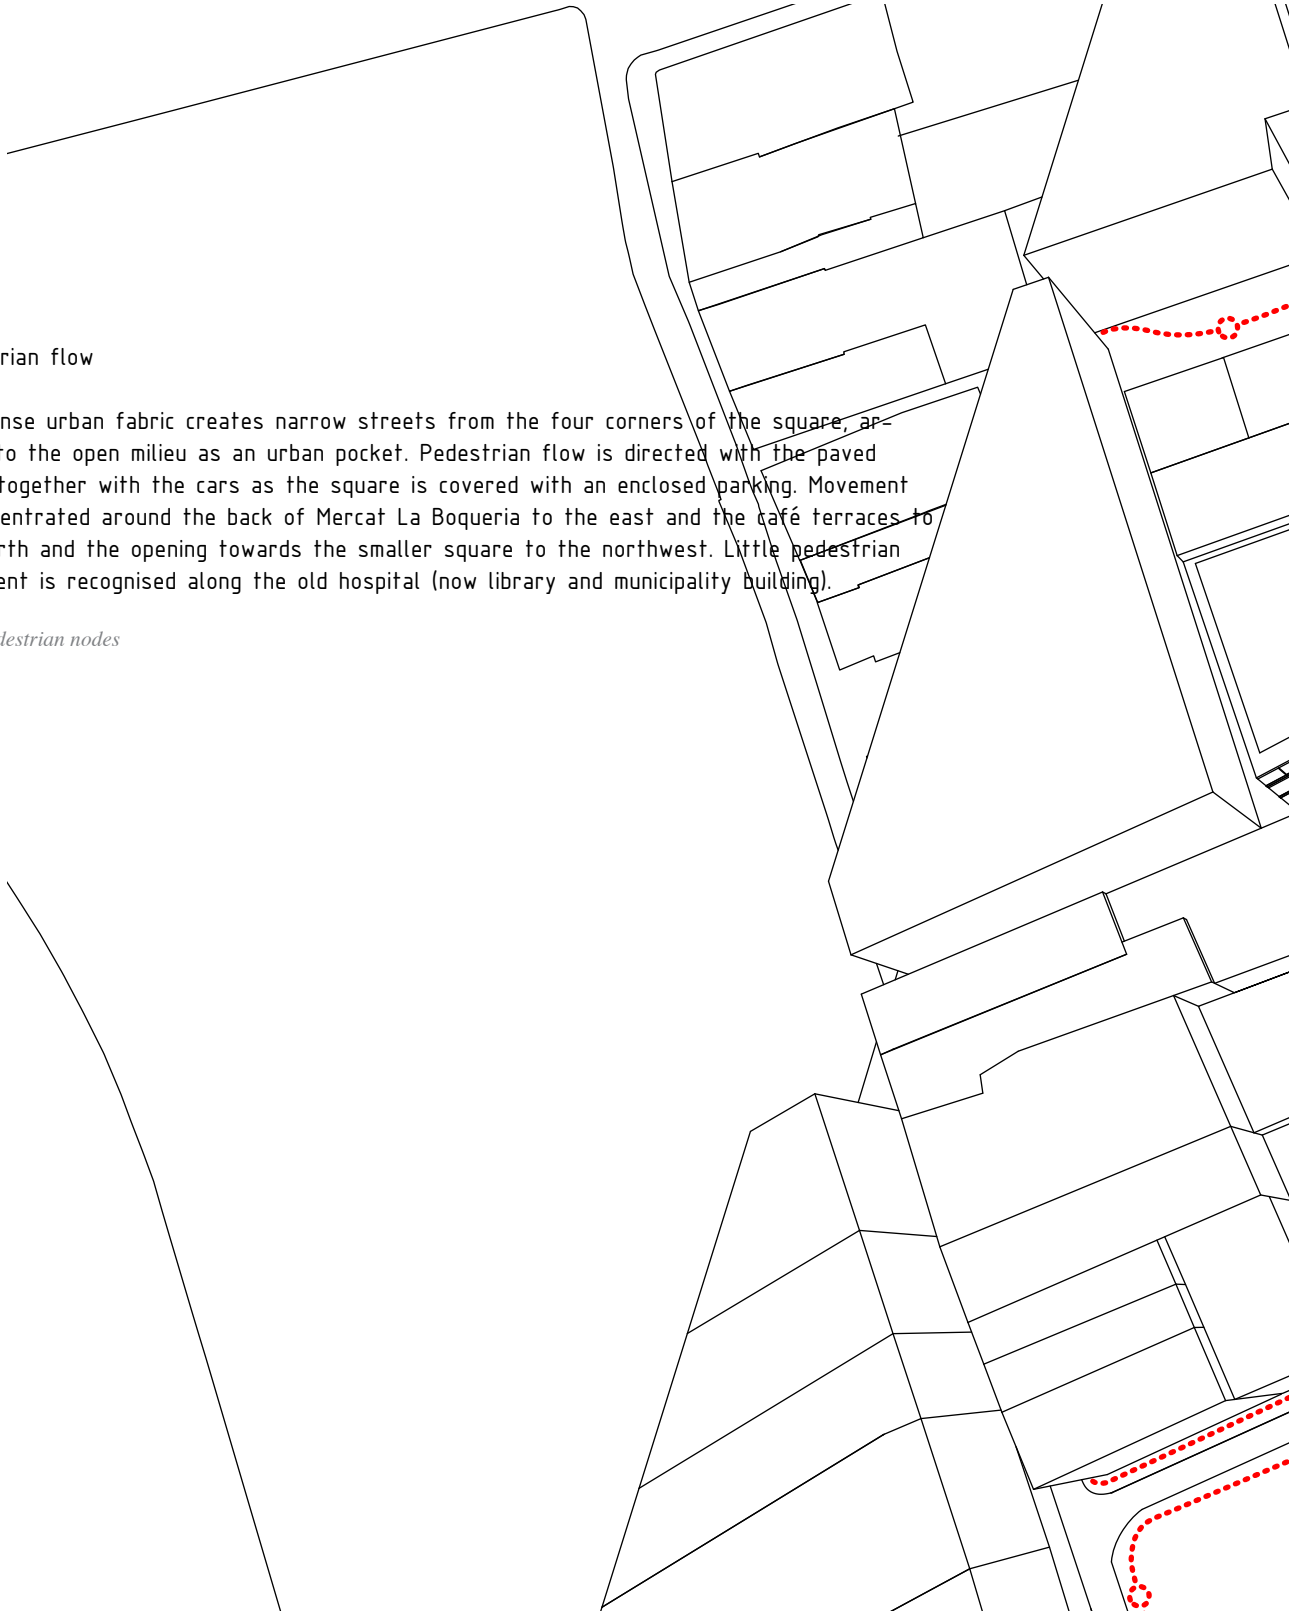 rian flow
nse urban fabric creates narrow streets from the four corners of the square, ar-
to the open milieu as an urban pocket. Pedestrian flow is directed with the paved
together with the cars as the square is covered with an enclosed parking. Movement
entrated around the back of Mercat La Boqueria to the east and the café terraces to
rth and the opening towards the smaller square to the northwest. Little pedestrian
ent is recognised along the old hospital (now library and municipality building).
destrian nodes